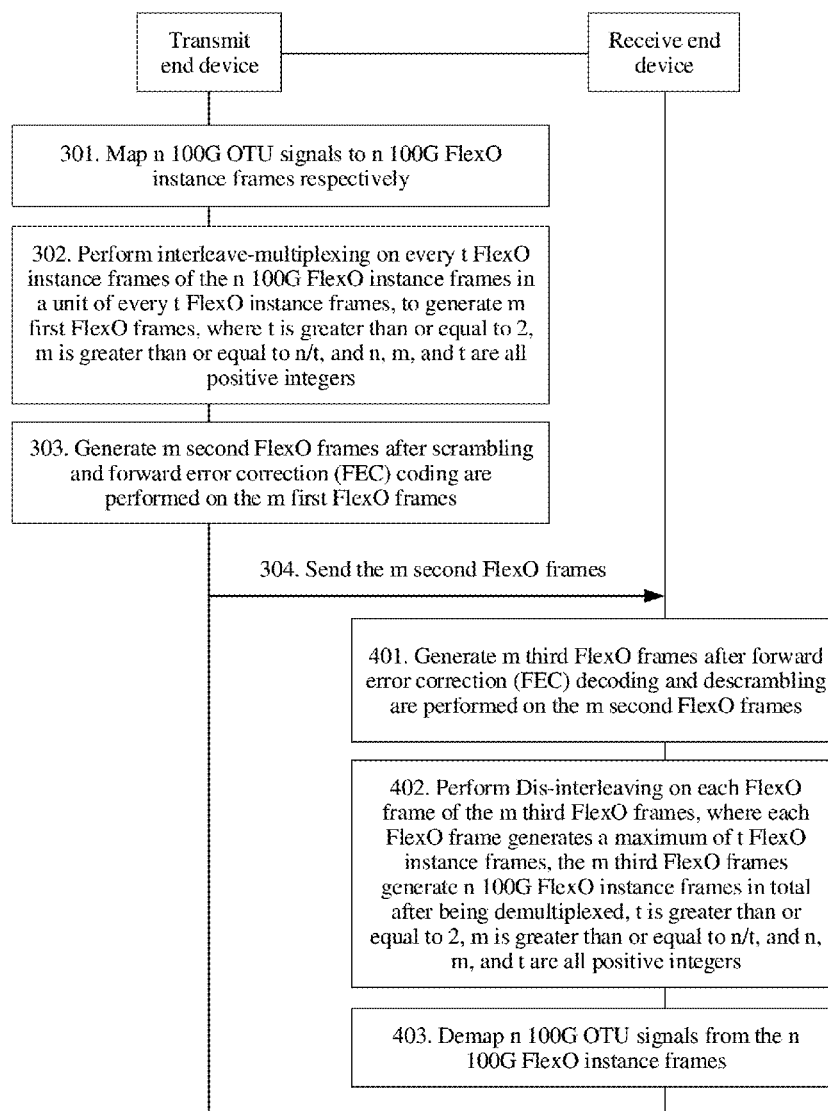 Transmit
end device
Receive end
device
301. Map n 100G OTU signals to n 100G FlexO
instance frames respectively
302. Perform interleave-multiplexing on every t FlexO
instance frames of the n 100G FlexO instance frames in
a unit of every t FlexO instance frames, to generate m
first FlexO frames, where t is greater than or equal to 2,
m is greater than or equal to n/t, and n, m, and t are all
positive integers
303. Generate m second FlexO frames after scrambling
and forward error correction (FEC) coding are
performed on the m first FlexO frames
304. Send the m second FlexO frames
401. Generate m third FlexO frames after forward
error correction (FEC) decoding and descrambling
are performed on the m second FlexO frames
402. Perform Dis-interleaving on each FlexO
frame of the m third FlexO frames, where each
FlexO frame generates a maximum of t FlexO
instance frames, the m third FlexO frames
generate n 100G FlexO instance frames in total
after being demultiplexed, t is greater than or
equal to 2, m is greater than or equal to n/t, and n,
m, and t are all positive integers
403. Demap n 100G OTU signals from the n
100G FlexO instance frames